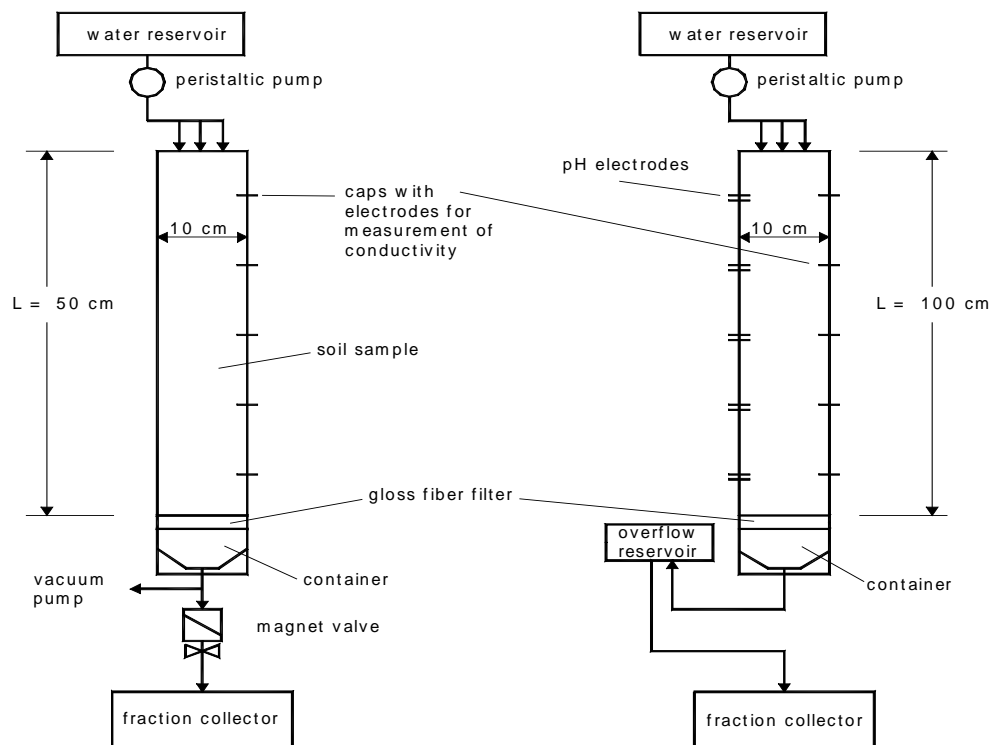 water reservoir
water reservoir
peristaltic pump
peristaltic pump
pH electrodes
caps with
electrodes for
measurement of
conductivity
10 cm
10 cm
L = 50 cm
L = 100 cm
soil sample
gloss fiber filter
overflow
reservoir
vacuum
pump
container
container
magnet valve
fraction collector
fraction collector